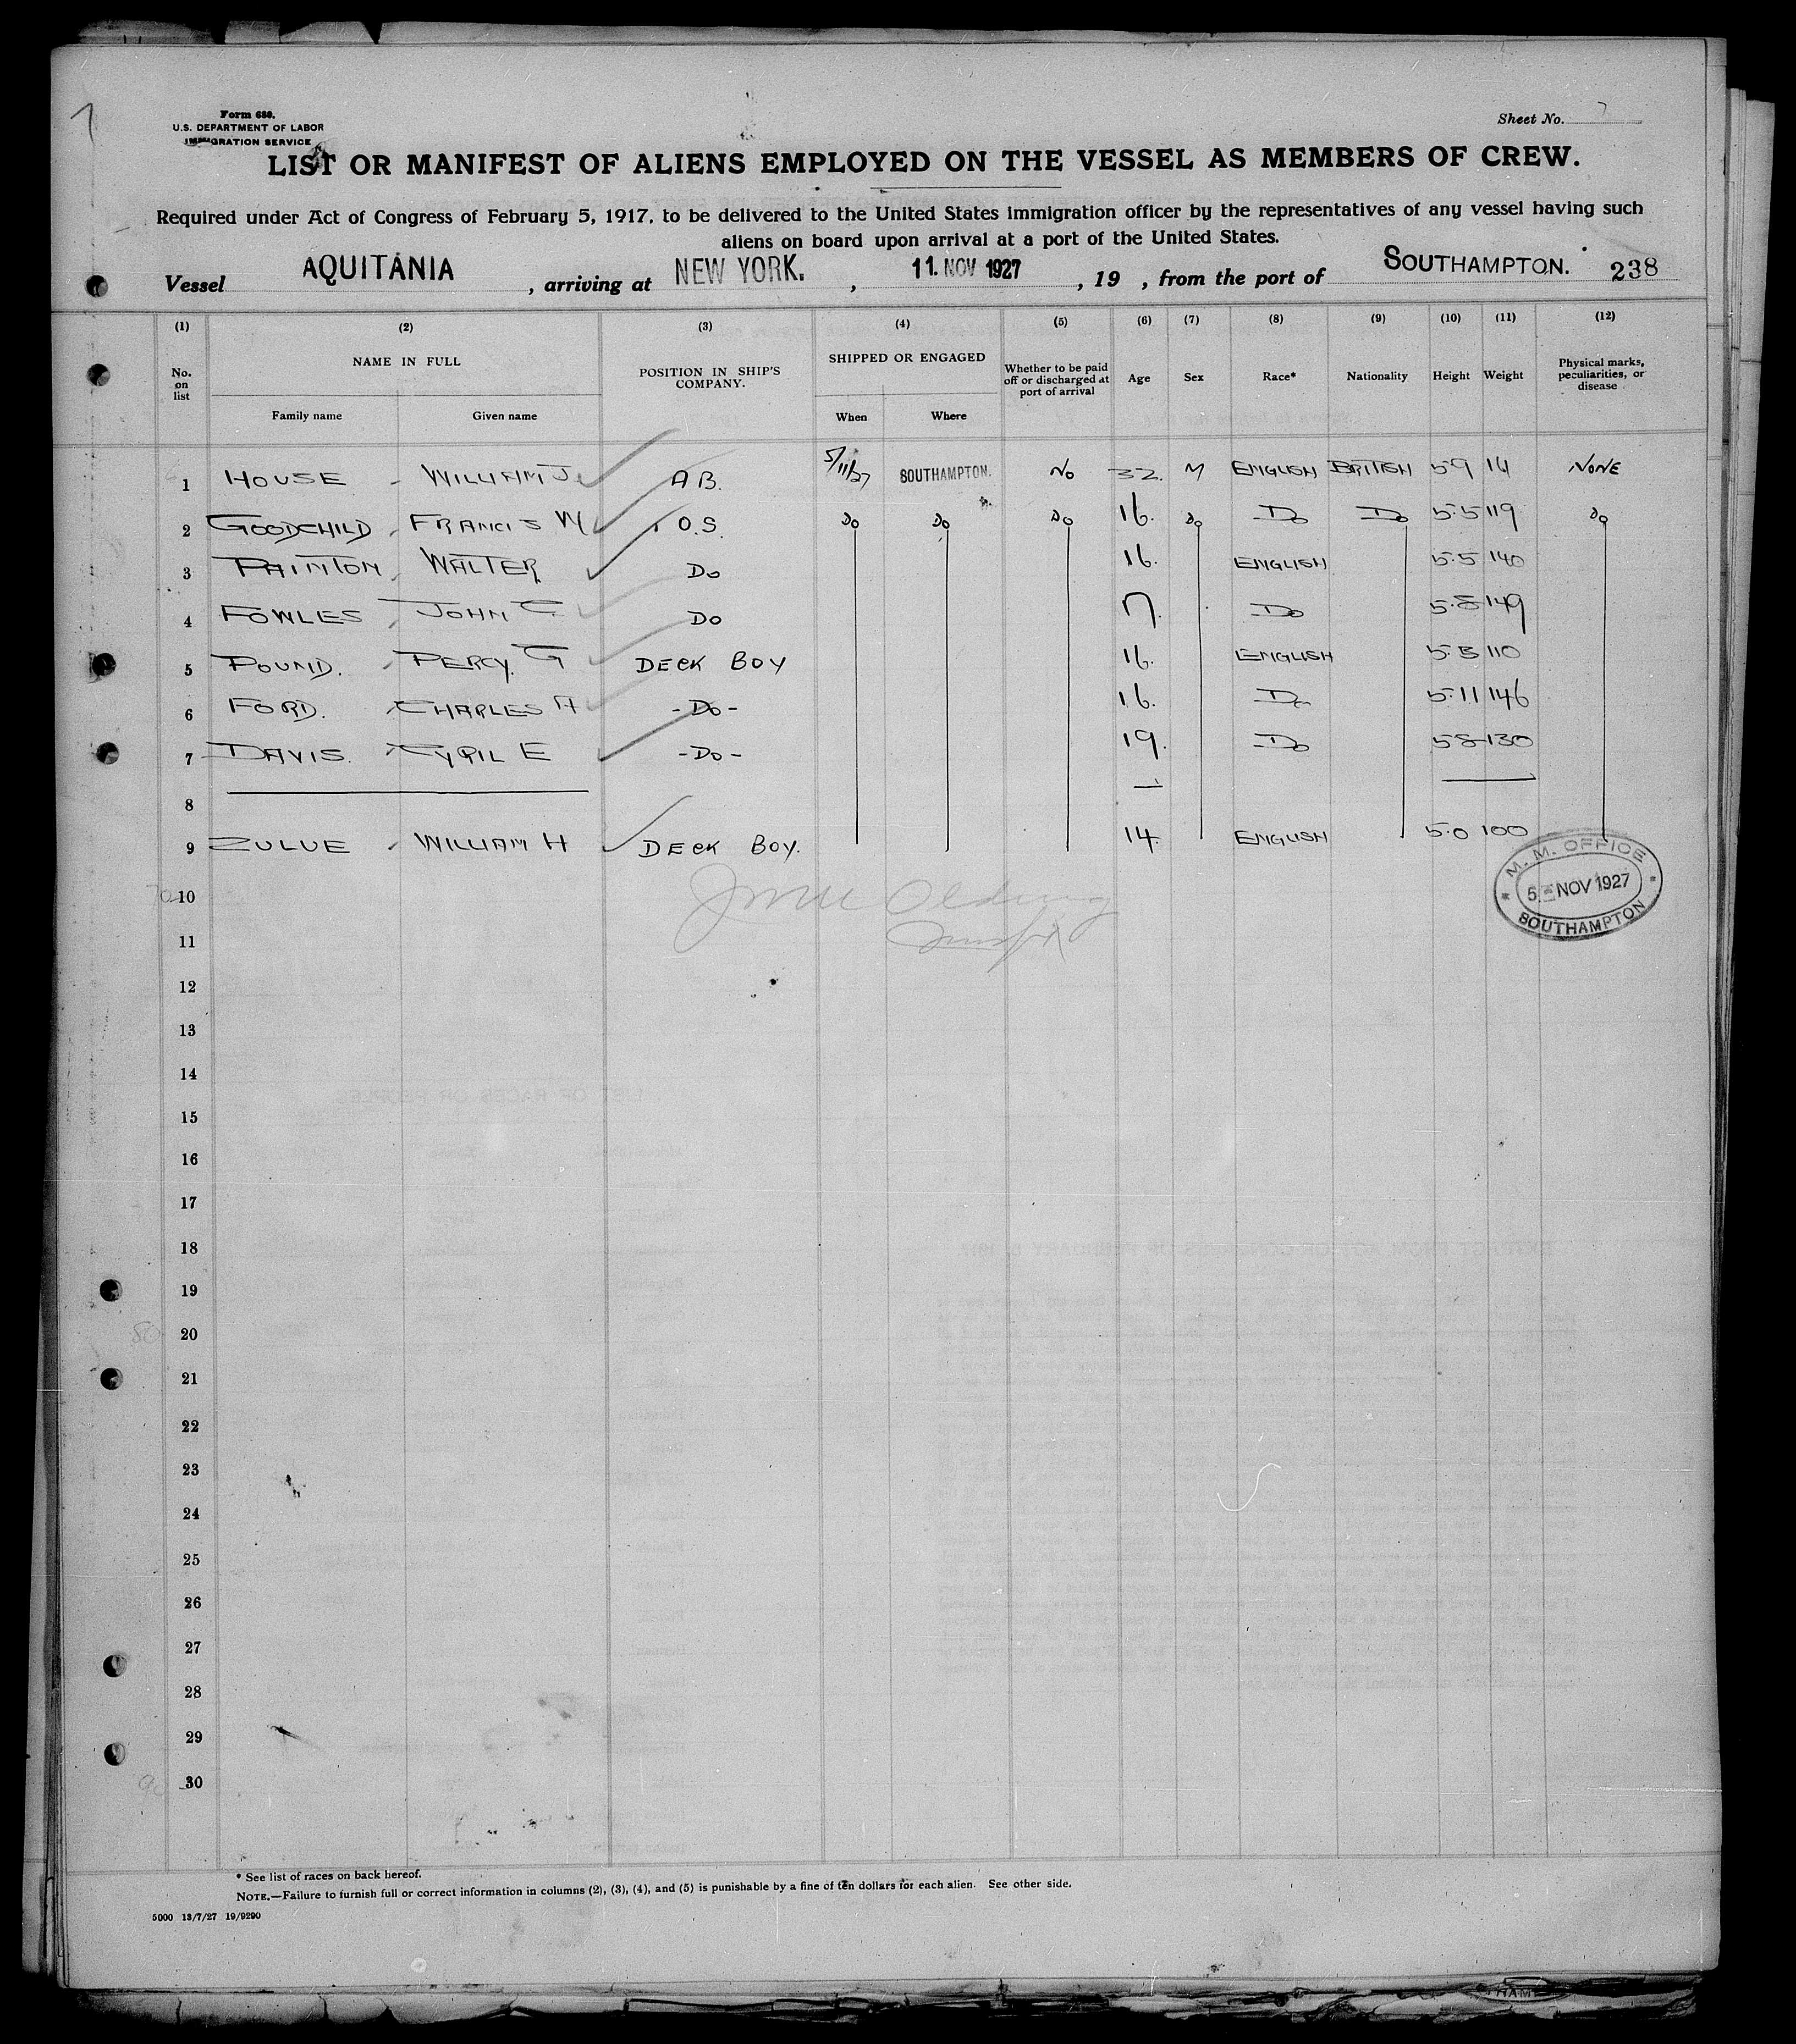 7
Form 689.
U.S. DEPARTMENT OF LABOR
IMMIGRATION SERVICE
Sheet No. 7
LIST OR MANIFEST OF ALIENS EMPLOYED ON THE VESSEL AS MEMBERS OF CREW.
Required under Act of Congress of February 5, 1917, to be delivered to the United States immigration officer by the representatives of any vessel having such
aliens on board upon arrival at a port of the United States.
Vessel AQUITANIA, arriving at NEW YORK., 11. NOV 1927, 19 , from the port of SOUTHAMPTON. 238
(1) (2) (3) (4) (5) (6) (7) (8) (9) (10) (11) (12)
No. on list NAME IN FULL POSITION IN SHIP'S COMPANY. SHIPPED OR ENGAGED Whether to be paid off or discharged at port of arrival Age Sex Race* Nationality Height Weight Physical marks, peculiarities, or disease
Family name Given name When Where
1 HOUSE - WILLIAM J. A B. 5/11/27 SOUTHAMPTON. No 32. M ENGLISH BRITISH 5-9 NONE
2 GOODCHILD FRANCIS W O.S. Do Do Do 16. Do Do Do 5-5 119 Do
3 PAINTON WALTER Do 16. ENGLISH 5-5 140
4 FOWLES JOHN Do 17. Do 5-8 149
5 POUND. PERCY. G DECK BOY 16. ENGLISH 110
6 FORD. CHARLES A -Do- 16. Do 5-11 146
7 DAVIS. CYRIL E -Do- 19. Do 5-8 130
8
9 ZULUE WILLIAM H DECK BOY. 14. ENGLISH 5-0 100
M. M. OFFICE
5 - NOV 1927
SOUTHAMPTON
70 10
11
12
13
14
15
16
17
18
19
80 20
21
22
23
24
25
26
27
28
29
90 30
* See list of races on back hereof.
NOTE.—Failure to furnish full or correct information in columns (2), (3), (4), and (5) is punishable by a fine of ten dollars for each alien. See other side.
5000 13/7/27 19/9290